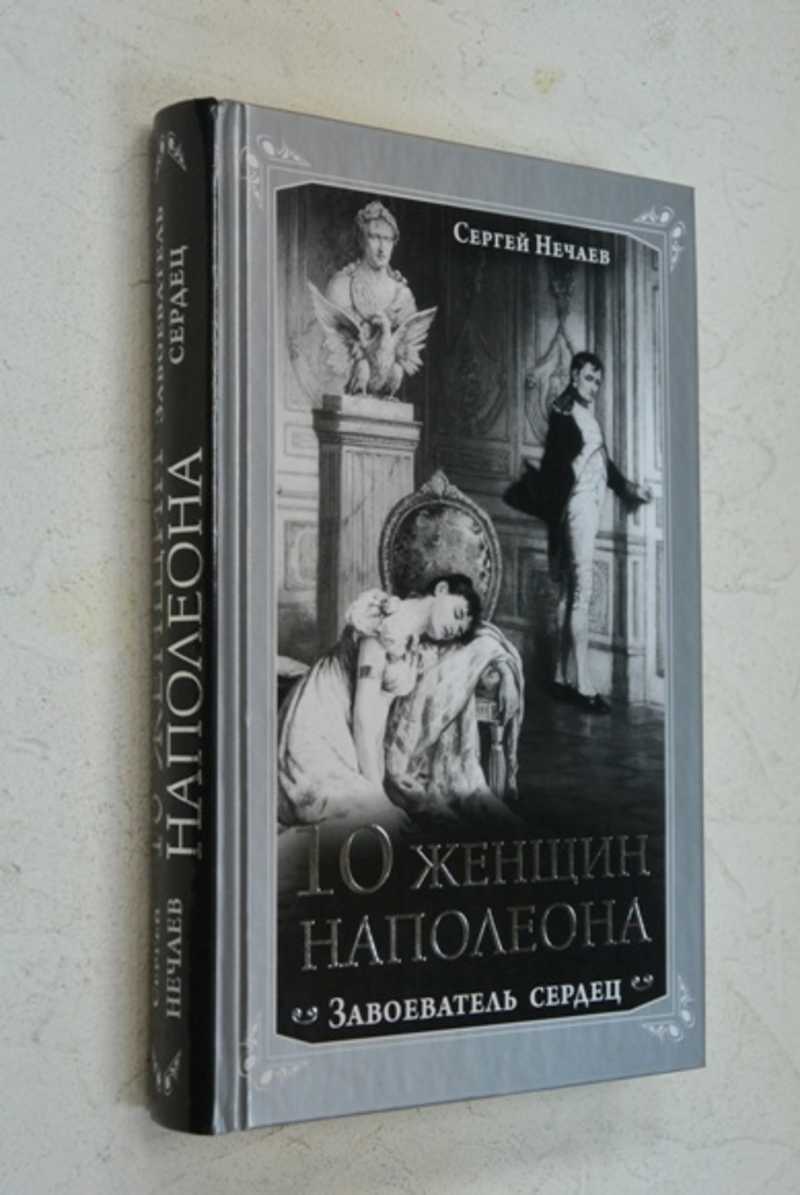 Сергей Нечаев
10 женщин
Наполеона
Завоеватель сердец
Сергей
Нечаев
10 женщин
Наполеона
Завоеватель
сердец